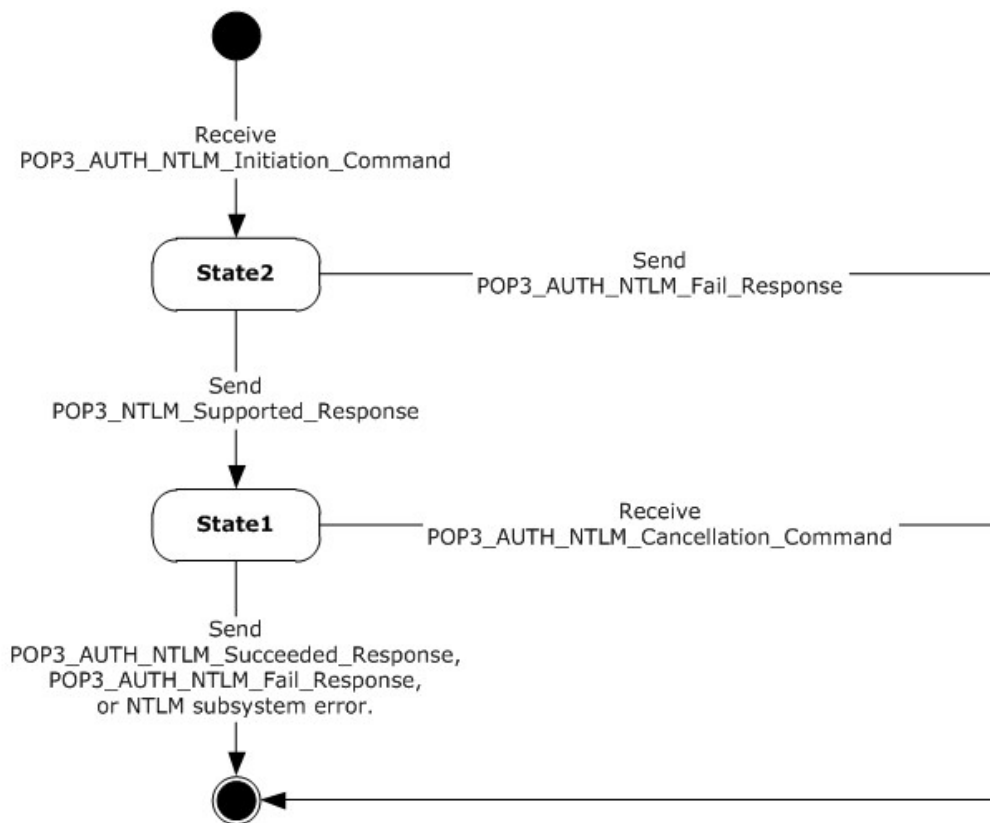 Receive
POP3_AUTH_NTLM_Initiation_Command
State2
Send
POP3_AUTH_NTLM_Fail_Response
Send
POP3_NTLM_Supported_Response
State1
Receive
POP3_AUTH_NTLM_Cancellation_Command
Send
POP3_AUTH_NTLM_Succeeded_Response,
POP3_AUTH_NTLM_Fail_Response,
or NTLM subsystem error.